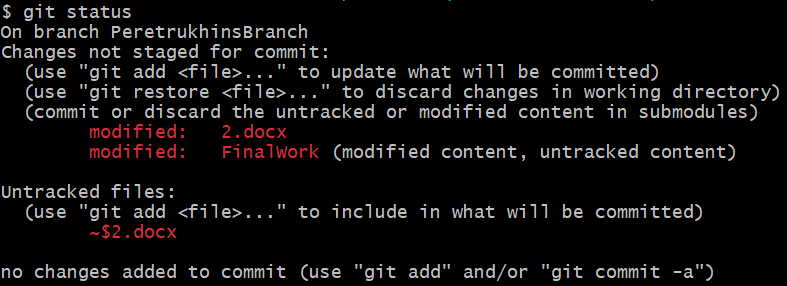 $ git status
On branch PeretrukhinsBranch
Changes not staged for commit:
  (use "git add <file>..." to update what will be committed)
  (use "git restore <file>..." to discard changes in working directory)
  (commit or discard the untracked or modified content in submodules)
        modified:   2.docx
        modified:   FinalWork (modified content, untracked content)

Untracked files:
  (use "git add <file>..." to include in what will be committed)
        ~$2.docx

no changes added to commit (use "git add" and/or "git commit -a")